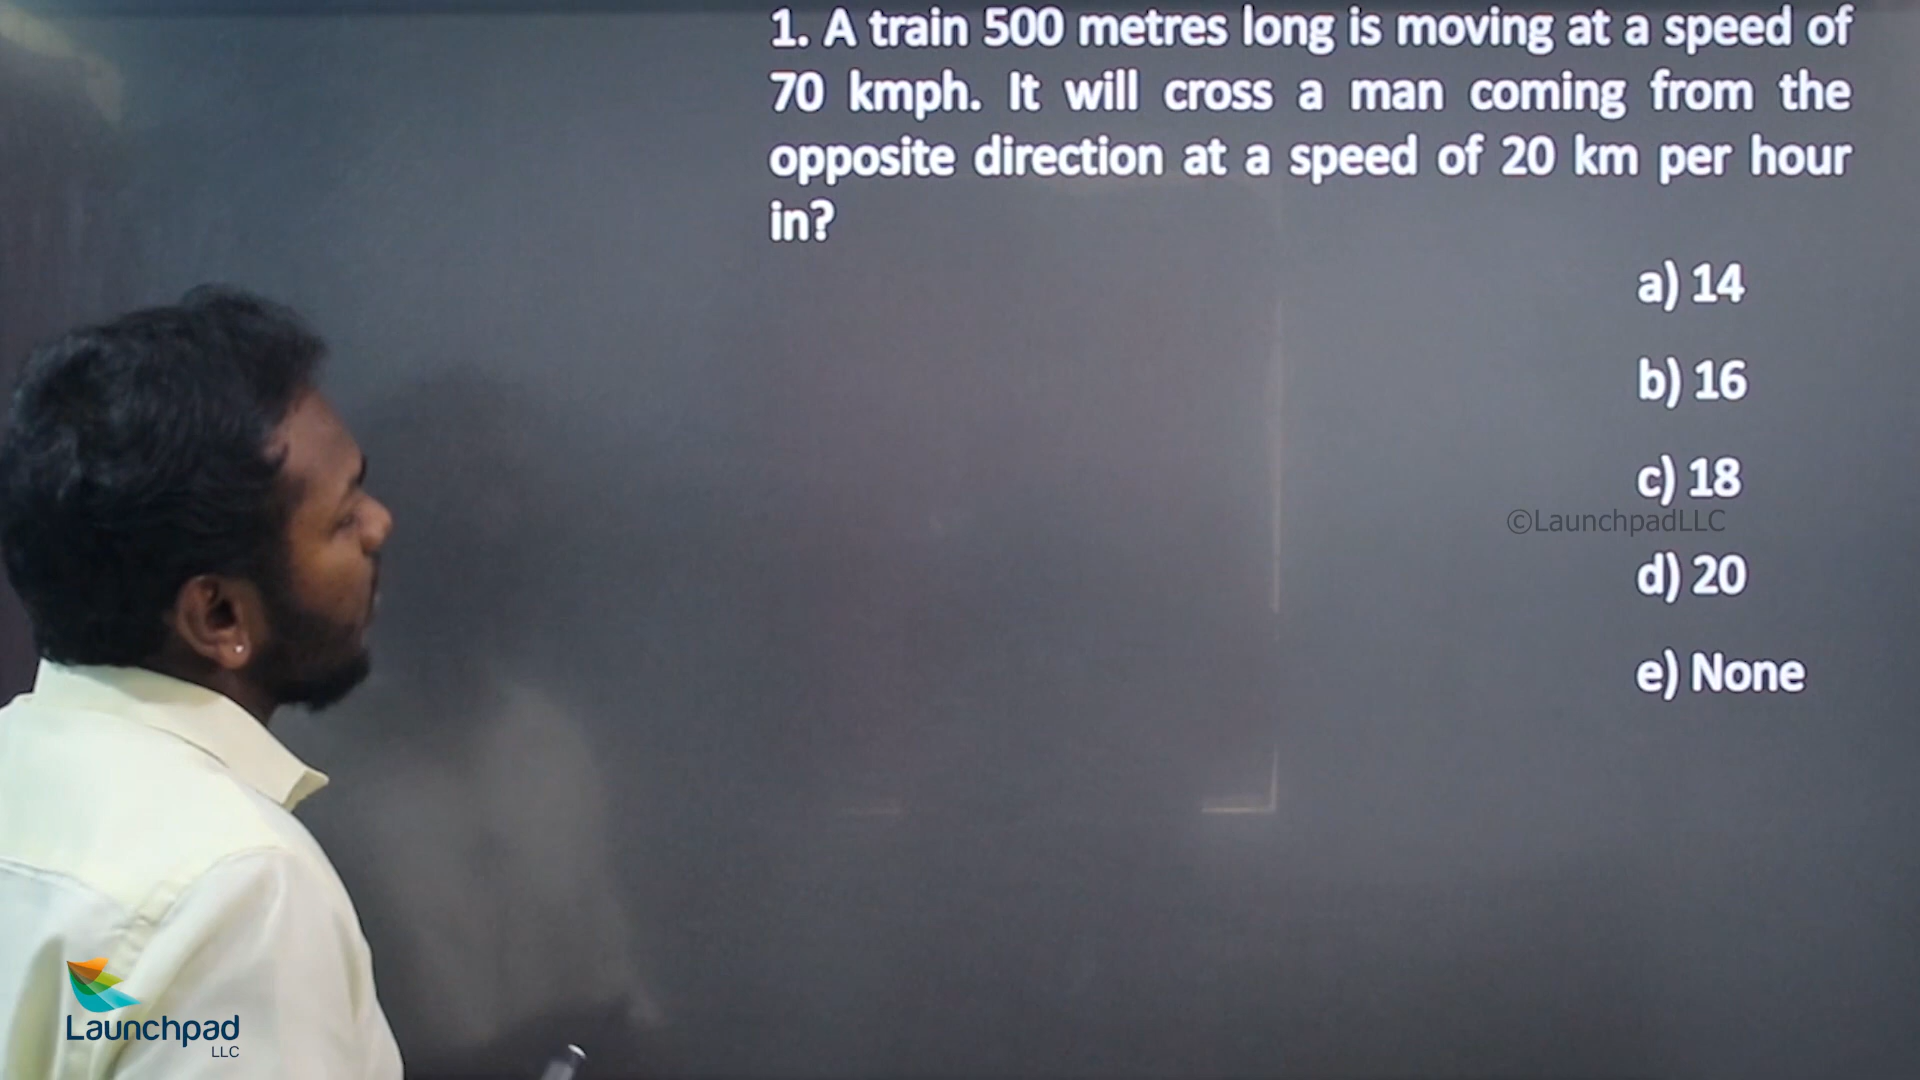 1. A train 500 metres long is moving at a speed of
70 kmph. It will cross a man coming from the
opposite direction at a speed of 20 km per hour
in?
a) 14
b) 16
c) 18
©LaunchpadLLC
d) 20
e) None
Launchpad
LLC